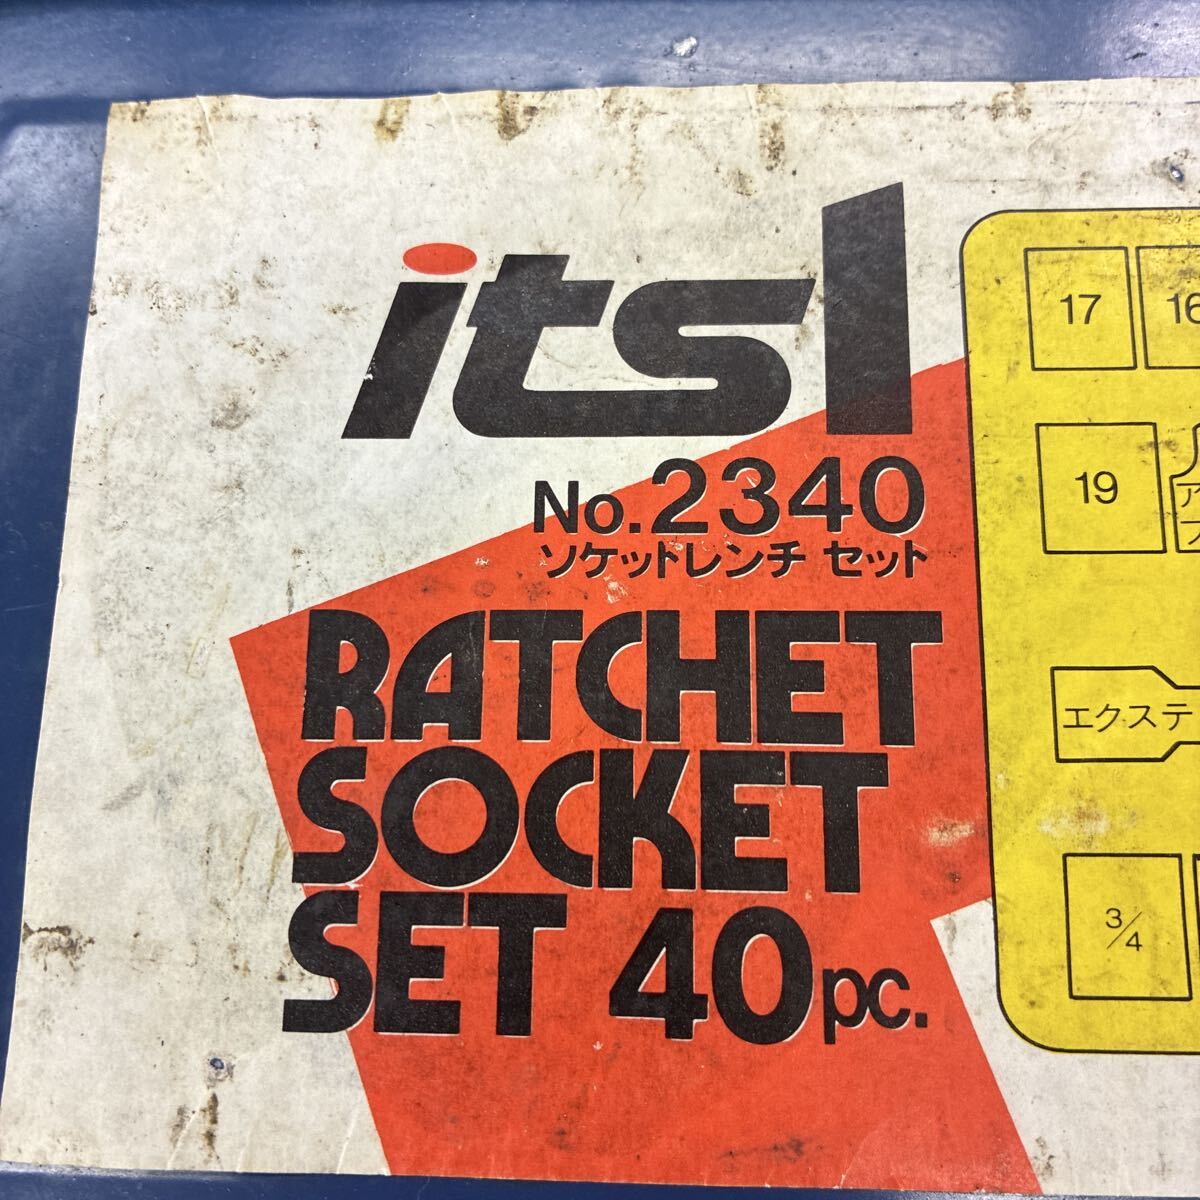 itsl
No.2340
ソケットレンチ セット
RATCHET
SOCKET
SET 40pc.
17
16
19
エクステ
3/4